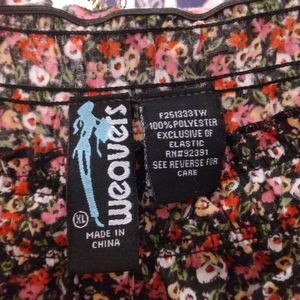 weavers
XL
MADE IN
CHINA
F251333TW
100% POLYESTER
EXCLUSIVE OF
ELASTIC
RN#92391
SEE REVERSE FOR
CARE